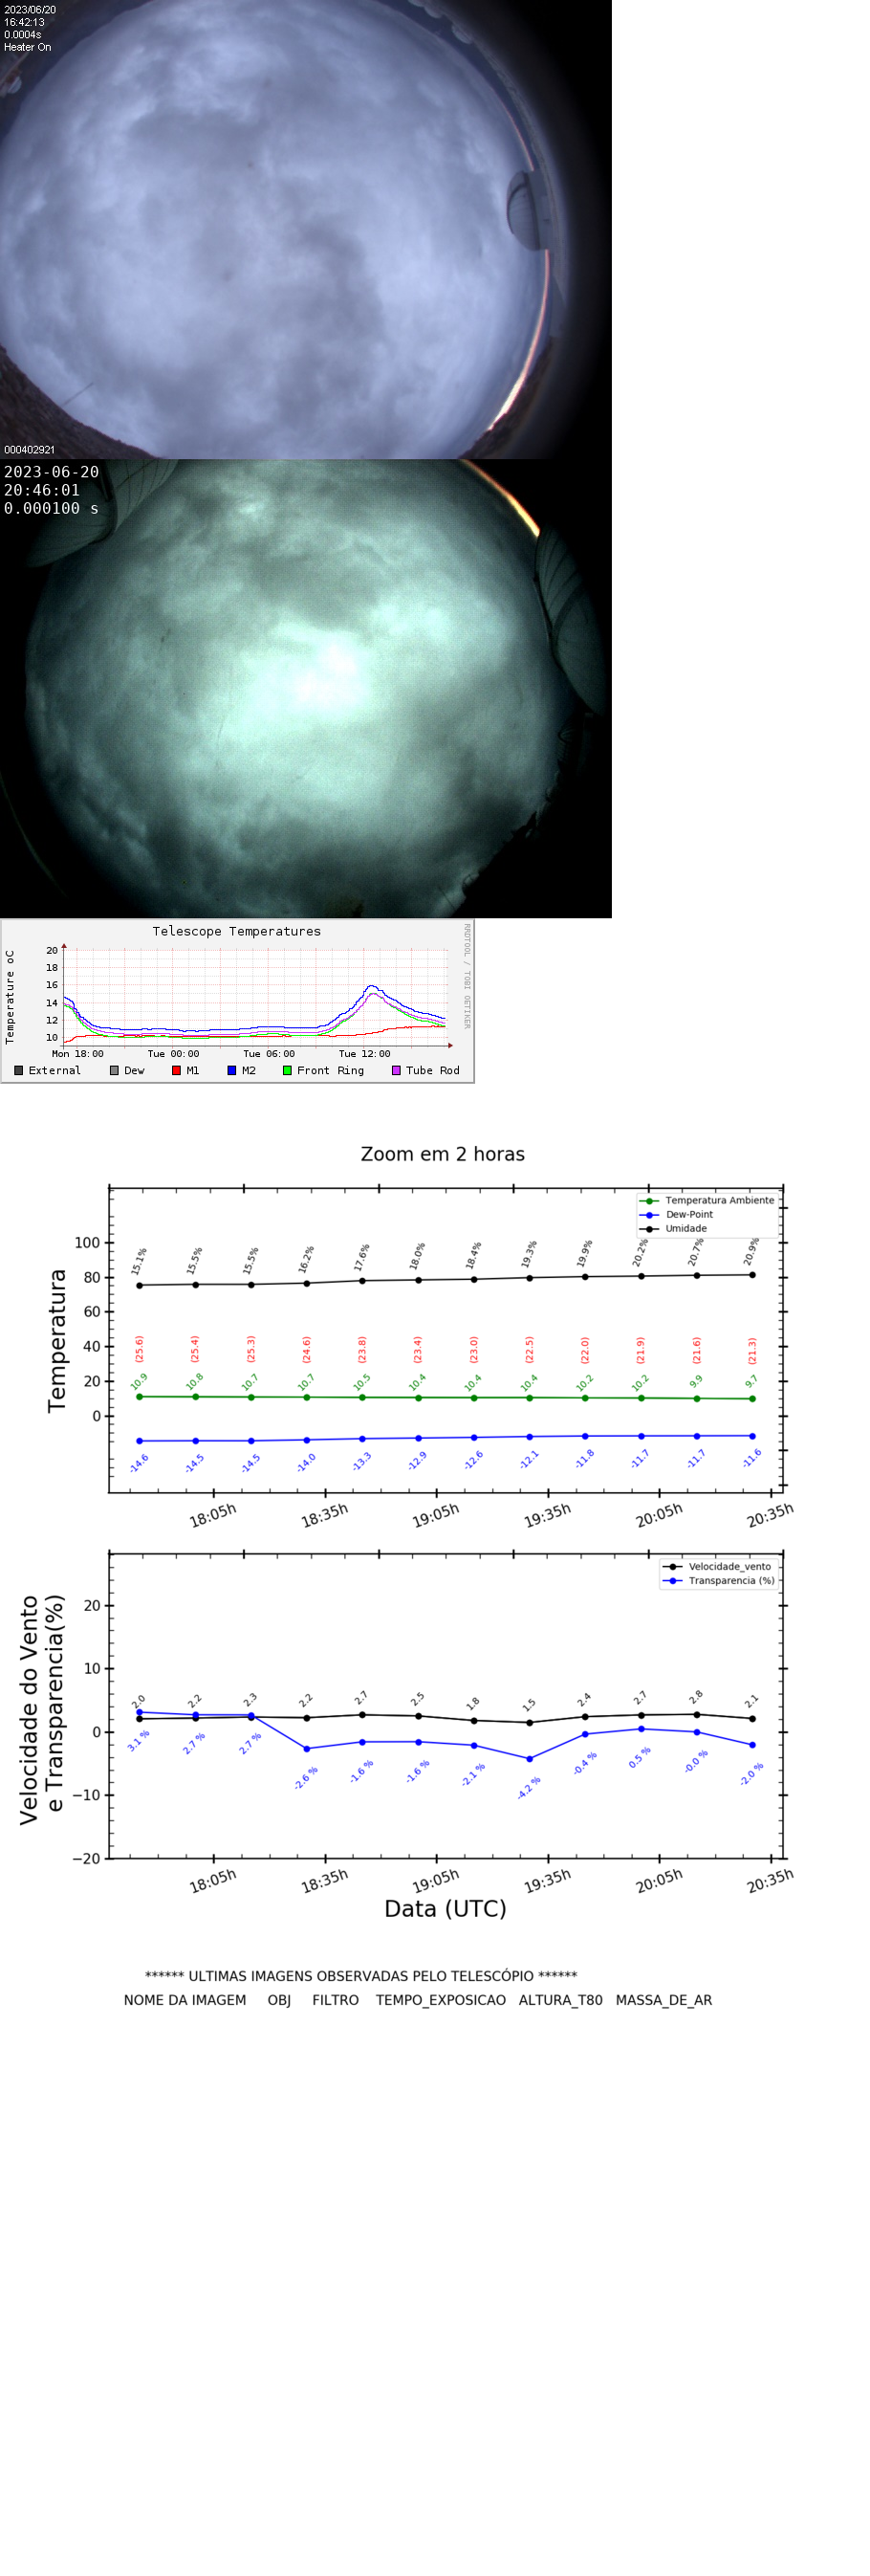 2023/06/20
16:42:13
0.0004s
Heater On
000402921
2023-06-20
20:46:01
0.000100 s
Telescope Temperatures
RRDTOOL / TOBI OETIKER
Temperature oC
20
18
16
14
12
10
Mon 18:00 Tue 00:00 Tue 06:00 Tue 12:00
External Dew M1 M2 Front Ring Tube Rod
Zoom em 2 horas
Temperatura Ambiente
Dew-Point
Umidade
Temperatura
100
80
60
40
20
0
15.1% 15.5% 15.5% 16.2% 17.6% 18.0% 18.4% 19.3% 19.9% 20.2% 20.7% 20.9%
(25.6) (25.4) (25.3) (24.6) (23.8) (23.4) (23.0) (22.5) (22.0) (21.9) (21.6) (21.3)
10.9 10.8 10.7 10.7 10.5 10.4 10.4 10.4 10.2 10.2 9.9 9.7
-14.6 -14.5 -14.5 -14.0 -13.3 -12.9 -12.6 -12.1 -11.8 -11.7 -11.7 -11.6
18:05h 18:35h 19:05h 19:35h 20:05h 20:35h
Velocidade_vento
Transparencia (%)
Velocidade do Vento
e Transparencia(%)
20
10
0
−10
−20
2.0 2.2 2.3 2.2 2.7 2.5 1.8 1.5 2.4 2.7 2.8 2.1
3.1 % 2.7 % 2.7 % -2.6 % -1.6 % -1.6 % -2.1 % -4.2 % -0.4 % 0.5 % -0.0 % -2.0 %
18:05h 18:35h 19:05h 19:35h 20:05h 20:35h
Data (UTC)
****** ULTIMAS IMAGENS OBSERVADAS PELO TELESCÓPIO ******
NOME DA IMAGEM OBJ FILTRO TEMPO_EXPOSICAO ALTURA_T80 MASSA_DE_AR